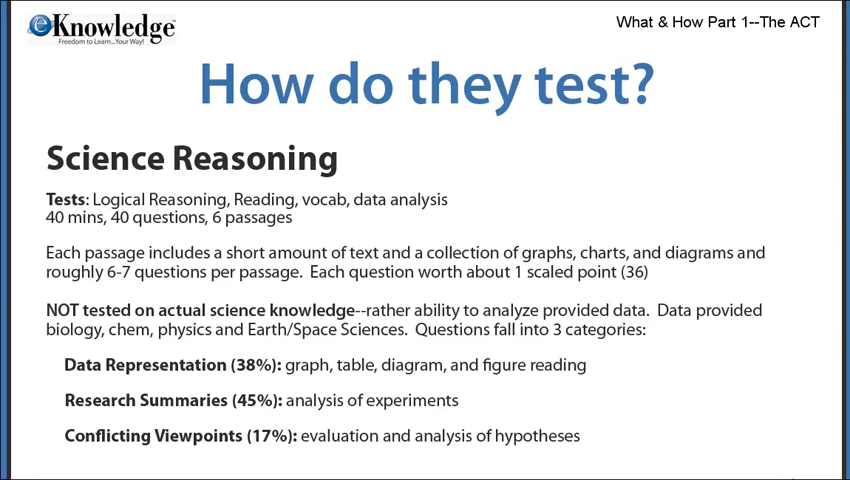 eKnowledge™
What & How Part 1--The ACT
Freedom to Learn...Your Way!
How do they test?
Science Reasoning
Tests: Logical Reasoning, Reading, vocab, data analysis
40 mins, 40 questions, 6 passages
Each passage includes a short amount of text and a collection of graphs, charts, and diagrams and
roughly 6-7 questions per passage. Each question worth about 1 scaled point (36)
NOT tested on actual science knowledge--rather ability to analyze provided data. Data provided
biology, chem, physics and Earth/Space Sciences. Questions fall into 3 categories:
Data Representation (38%): graph, table, diagram, and figure reading
Research Summaries (45%): analysis of experiments
Conflicting Viewpoints (17%): evaluation and analysis of hypotheses